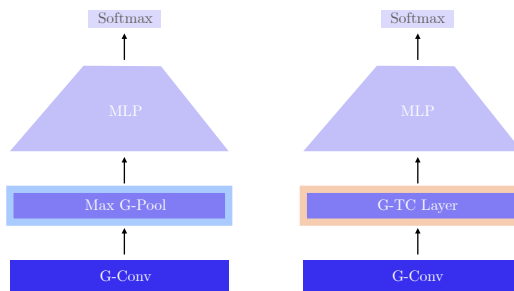 Softmax
MLP
Max G-Pool
G-Conv
Softmax
MLP
G-TC Layer
G-Conv